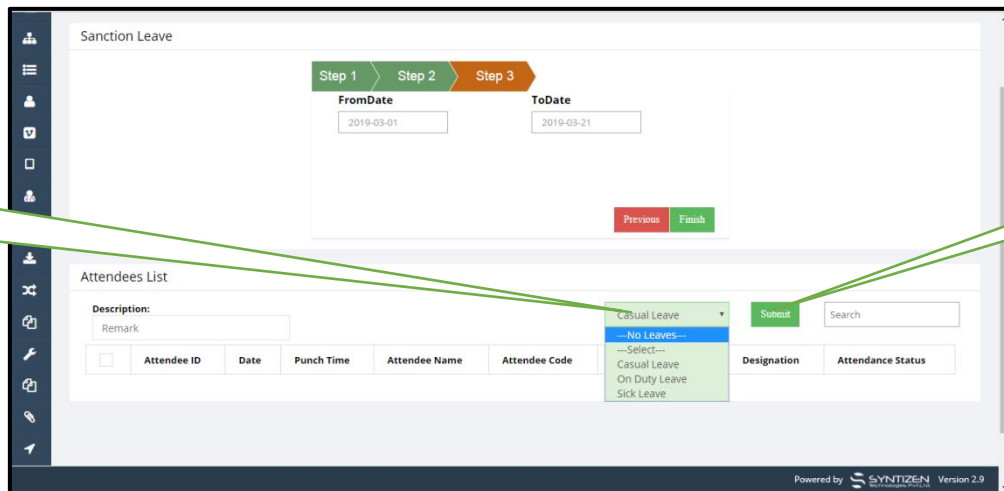 Sanction Leave
Step 1 Step 2 Step 3
FromDate ToDate
2019-03-01 2019-03-21
Previous Finish
Attendees List
Description:
Remark
Casual Leave
Submit
Search
---No Leaves---
---Select---
Casual Leave
On Duty Leave
Sick Leave
Attendee ID Date Punch Time Attendee Name Attendee Code Designation Attendance Status
Powered by SYNTIZEN Version 2.9